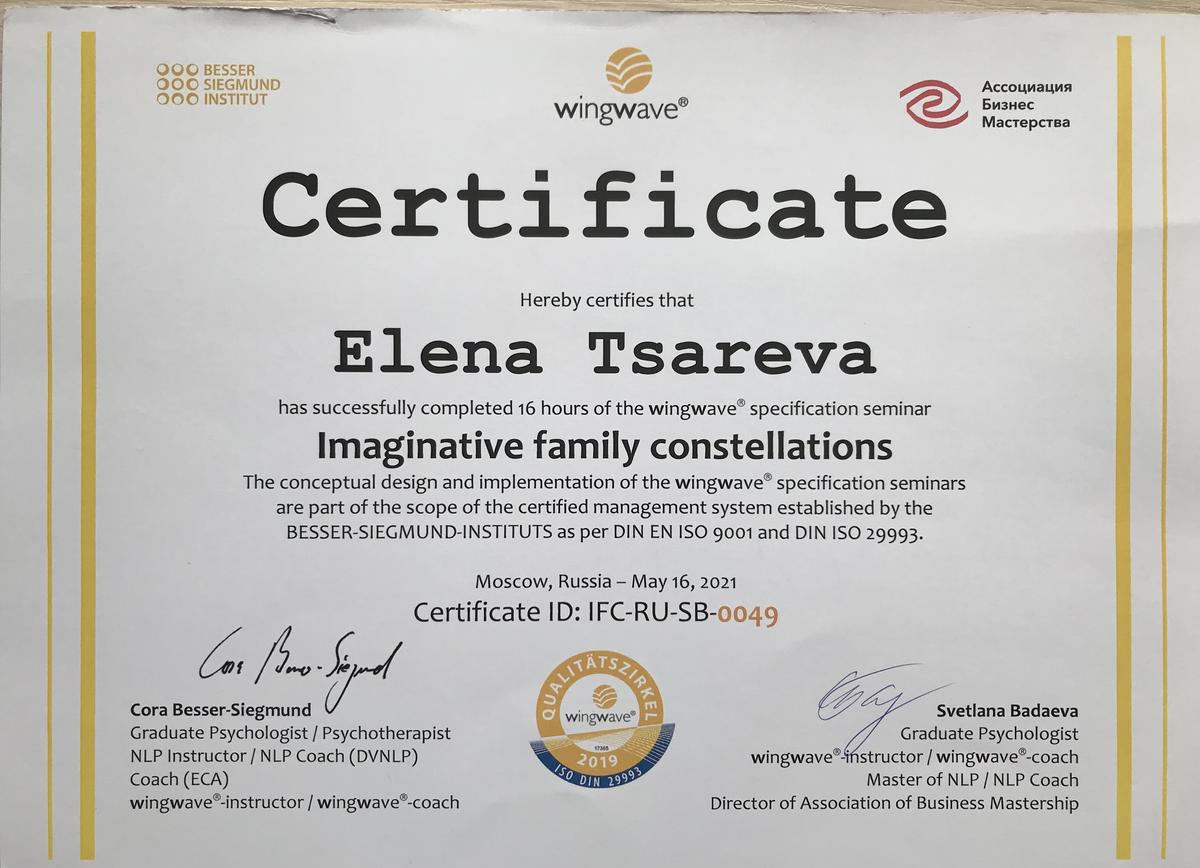 BESSER
SIEGMUND
INSTITUT
wingwave®
Ассоциация
Бизнес
Мастерства
Certificate
Hereby certifies that
Elena Tsareva
has successfully completed 16 hours of the wingwave® specification seminar
Imaginative family constellations
The conceptual design and implementation of the wingwave® specification seminars
are part of the scope of the certified management system established by the
BESSER-SIEGMUND-INSTITUTS as per DIN EN ISO 9001 and DIN ISO 29993.
Moscow, Russia – May 16, 2021
Certificate ID: IFC-RU-SB-0049
Cora Besser-Siegmund
Cora Besser-Siegmund
Graduate Psychologist / Psychotherapist
NLP Instructor / NLP Coach (DVNLP)
Coach (ECA)
wingwave®-instructor / wingwave®-coach
QUALITÄTSZIRKEL
wingwave®
17365
2019
ISO DIN 29993
Svetlana Badaeva
Graduate Psychologist
wingwave®-instructor / wingwave®-coach
Master of NLP / NLP Coach
Director of Association of Business Mastership